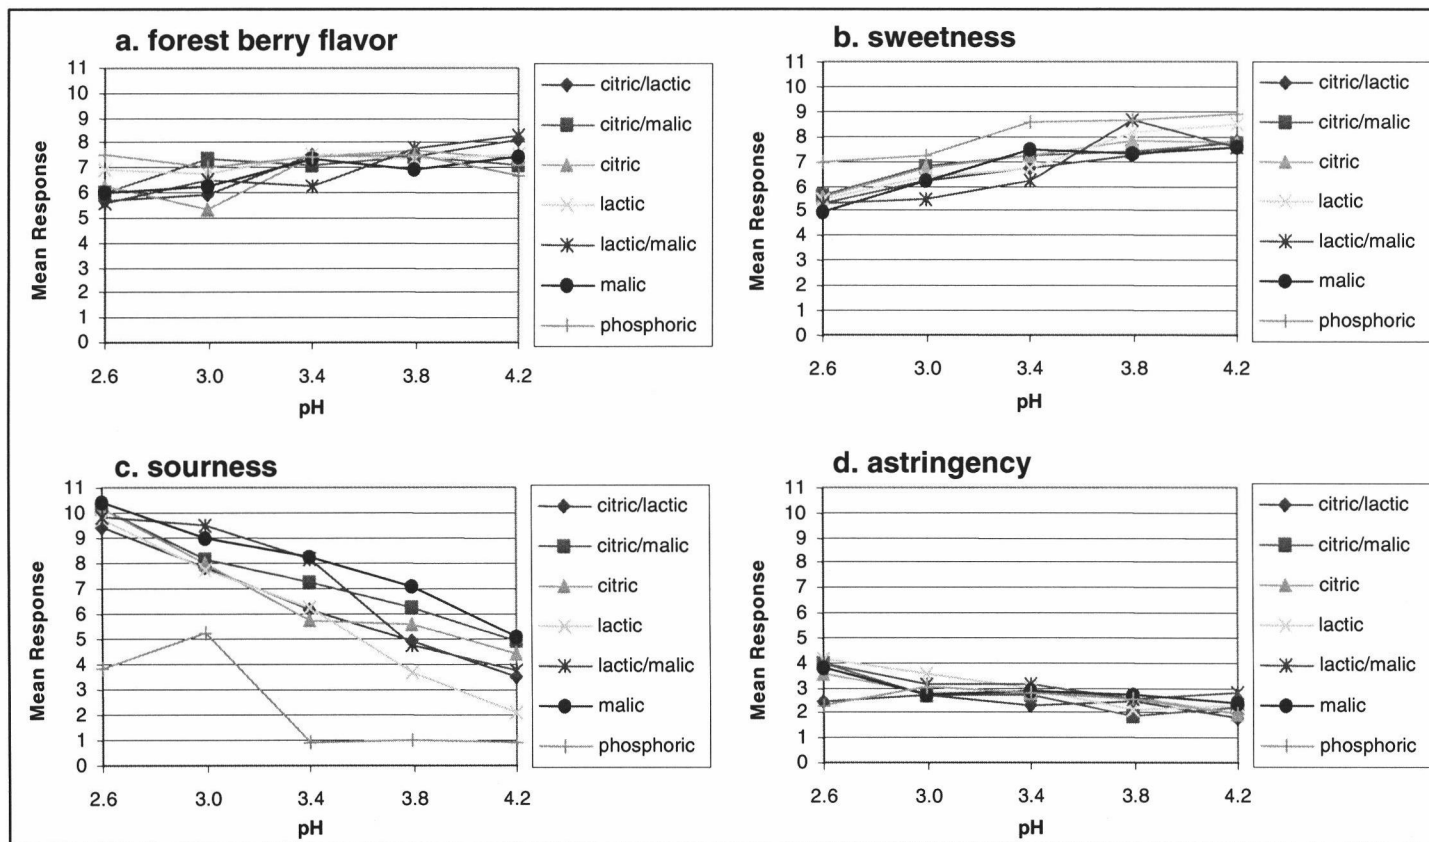 a. forest berry flavor
11
10
9
8
7
6
5
4
3
2
1
0
Mean Response
2.6 3.0 3.4 3.8 4.2
pH
citric/lactic
citric/malic
citric
lactic
lactic/malic
malic
phosphoric
b. sweetness
11
10
9
8
7
6
5
4
3
2
1
0
Mean Response
2.6 3.0 3.4 3.8 4.2
pH
citric/lactic
citric/malic
citric
lactic
lactic/malic
malic
phosphoric
c. sourness
11
10
9
8
7
6
5
4
3
2
1
0
Mean Response
2.6 3.0 3.4 3.8 4.2
pH
citric/lactic
citric/malic
citric
lactic
lactic/malic
malic
phosphoric
d. astringency
11
10
9
8
7
6
5
4
3
2
1
0
Mean Response
2.6 3.0 3.4 3.8 4.2
pH
citric/lactic
citric/malic
citric
lactic
lactic/malic
malic
phosphoric